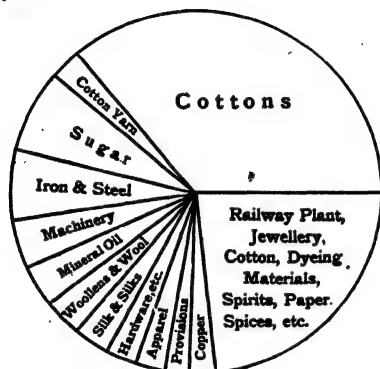 Cottons
Cotton Yarn
Sugar
Iron & Steel
Machinery
Mineral Oil
Woollens & Wool
Silk & Silks
Hardware,etc.
Apparel
Provisions
Copper
Railway Plant,
Jewellery,
Cotton, Dyeing
Materials,
Spirits, Paper.
Spices, etc.